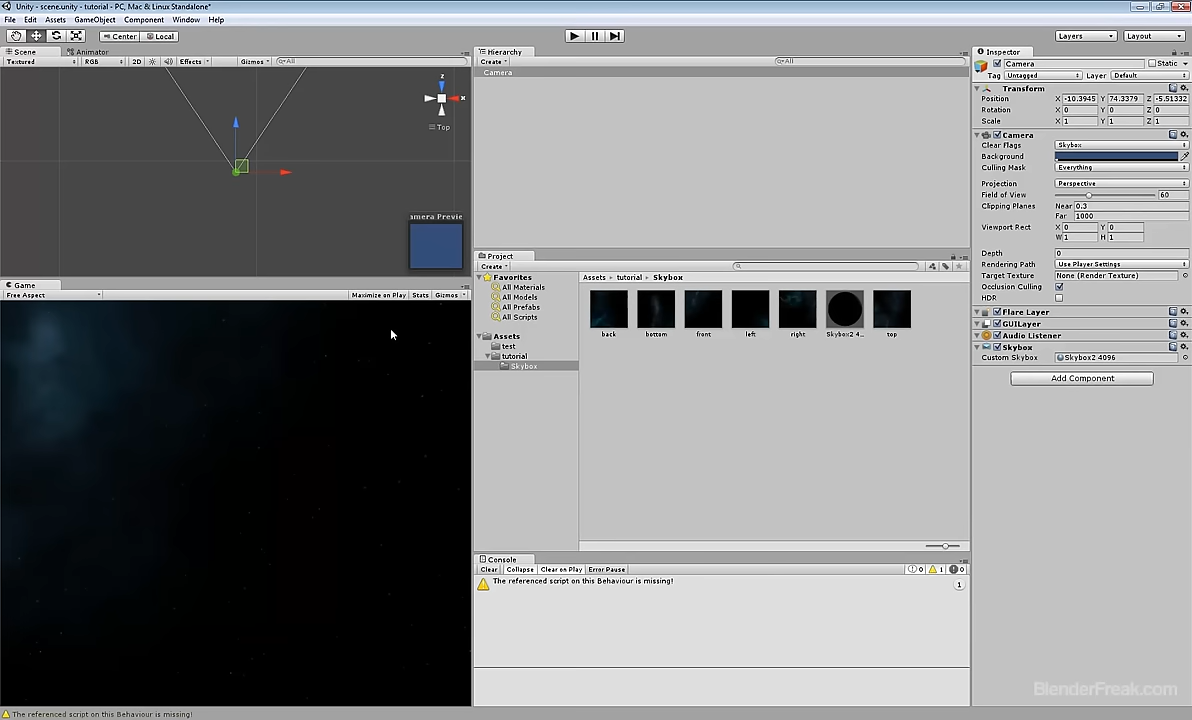 Unity - scene.unity - tutorial - PC, Mac & Linux Standalone*
File Edit Assets GameObject Component Window Help
Center Local Layers Layout
Scene Animator
Textured RGB 2D Effects Gizmos All
z
x
Top
amera Previe
Game
Free Aspect Maximize on Play Stats Gizmos
Hierarchy
Create All
Camera
Project
Create
Favorites
All Materials
All Models
All Prefabs
All Scripts
Assets
test
tutorial
Skybox
Assets tutorial Skybox
back bottom front left right Skybox2 4... top
Console
Clear Collapse Clear on Play Error Pause 0 1 0
The referenced script on this Behaviour is missing! 1
Inspector
Camera Static
Tag Untagged Layer Default
Transform
Position X -10.3945 Y 74.3379 Z -5.51332
Rotation X 0 Y 0 Z 0
Scale X 1 Y 1 Z 1
Camera
Clear Flags Skybox
Background
Culling Mask Everything
Projection Perspective
Field of View 60
Clipping Planes Near 0.3
Far 1000
Viewport Rect X 0 Y 0
W 1 H 1
Depth 0
Rendering Path Use Player Settings
Target Texture None (Render Texture)
Occlusion Culling
HDR
Flare Layer
GUILayer
Audio Listener
Skybox
Custom Skybox Skybox2 4096
Add Component
BlenderFreak.com
The referenced script on this Behaviour is missing!